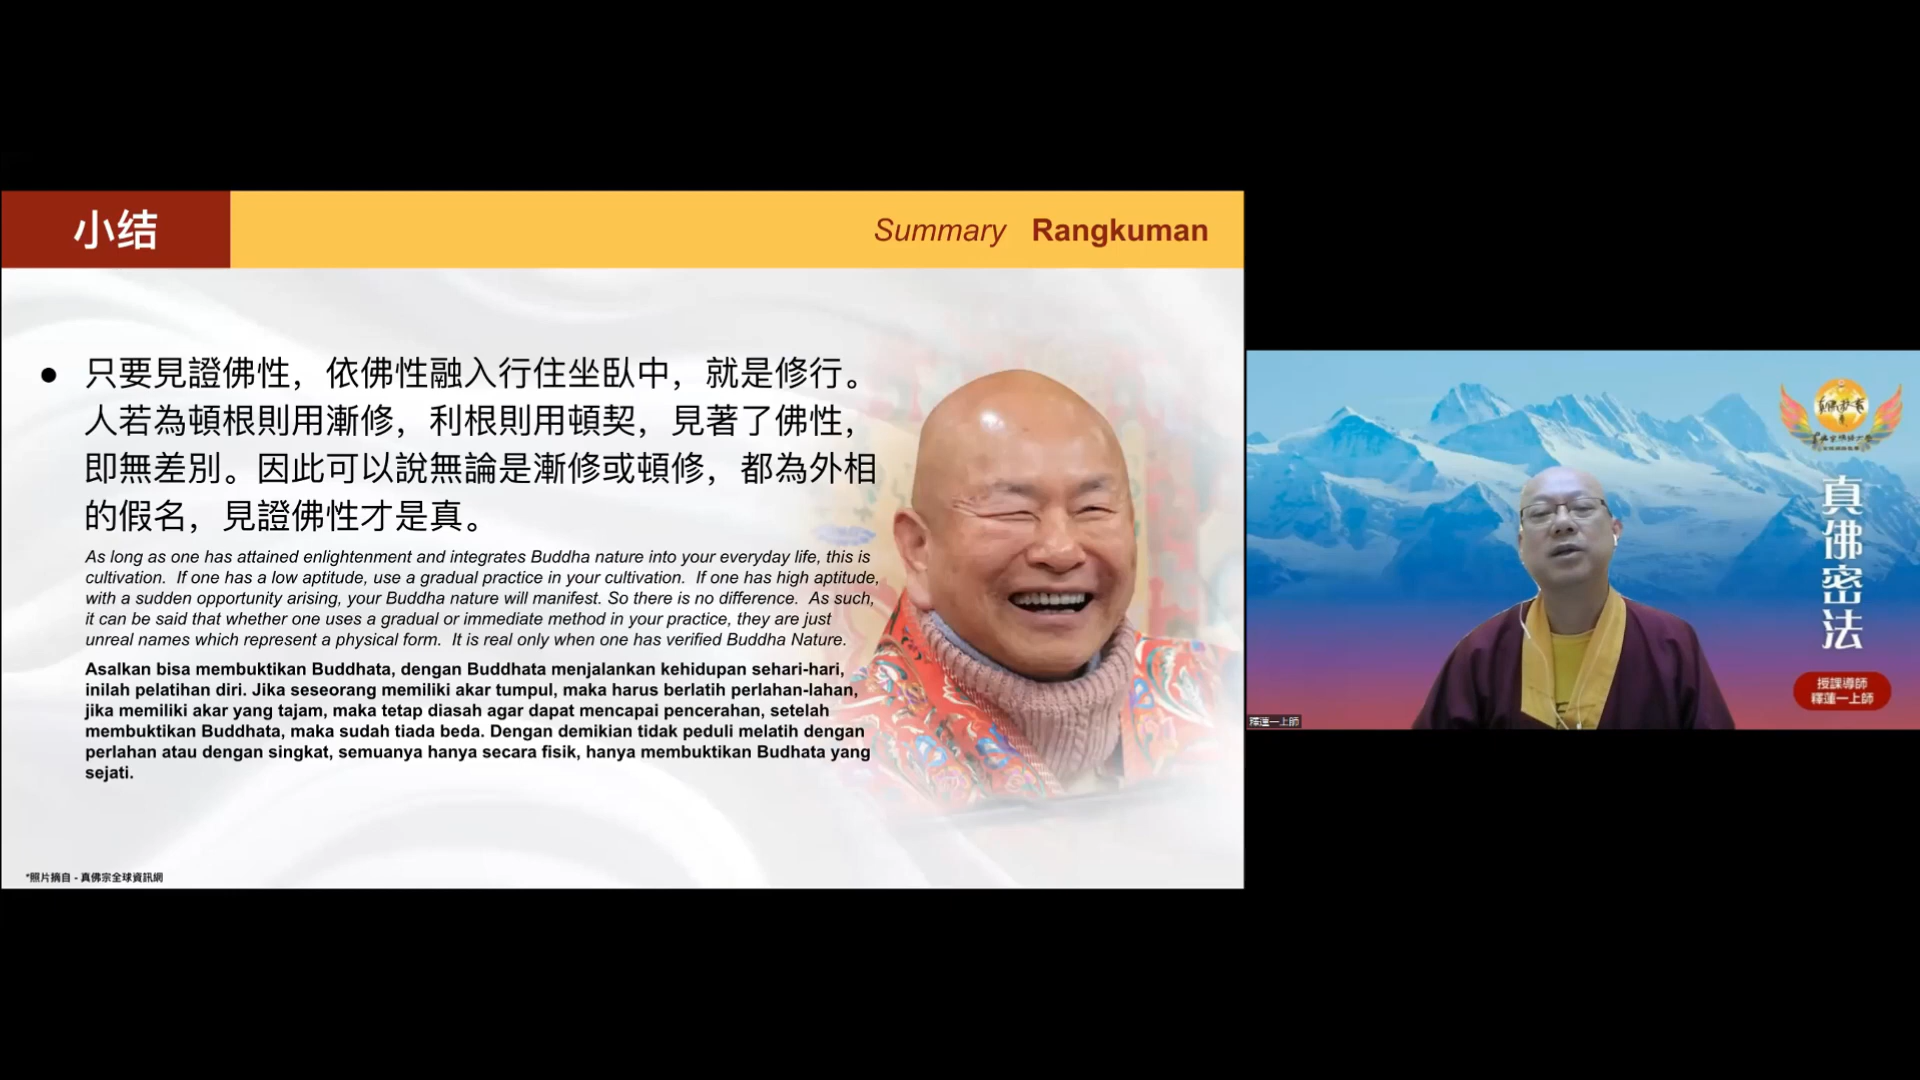 小结
Summary Rangkuman
● 只要見證佛性，依佛性融入行住坐臥中，就是修行。
人若為頓根則用漸修，利根則用頓契，見著了佛性，
即無差別。因此可以說無論是漸修或頓修，都為外相
的假名，見證佛性才是真。
As long as one has attained enlightenment and integrates Buddha nature into your everyday life, this is
cultivation. If one has a low aptitude, use a gradual practice in your cultivation. If one has high aptitude,
with a sudden opportunity arising, your Buddha nature will manifest. So there is no difference. As such,
it can be said that whether one uses a gradual or immediate method in your practice, they are just
unreal names which represent a physical form. It is real only when one has verified Buddha Nature.
Asalkan bisa membuktikan Buddhata, dengan Buddhata menjalankan kehidupan sehari-hari,
inilah pelatihan diri. Jika seseorang memiliki akar tumpul, maka harus berlatih perlahan-lahan,
jika memiliki akar yang tajam, maka tetap diasah agar dapat mencapai pencerahan, setelah
membuktikan Buddhata, maka sudah tiada beda. Dengan demikian tidak peduli melatih dengan
perlahan atau dengan singkat, semuanya hanya secara fisik, hanya membuktikan Budhata yang
sejati.
*照片摘自 - 真佛宗全球資訊網
真佛密法
授課導師
釋蓮一上師
釋蓮一上師